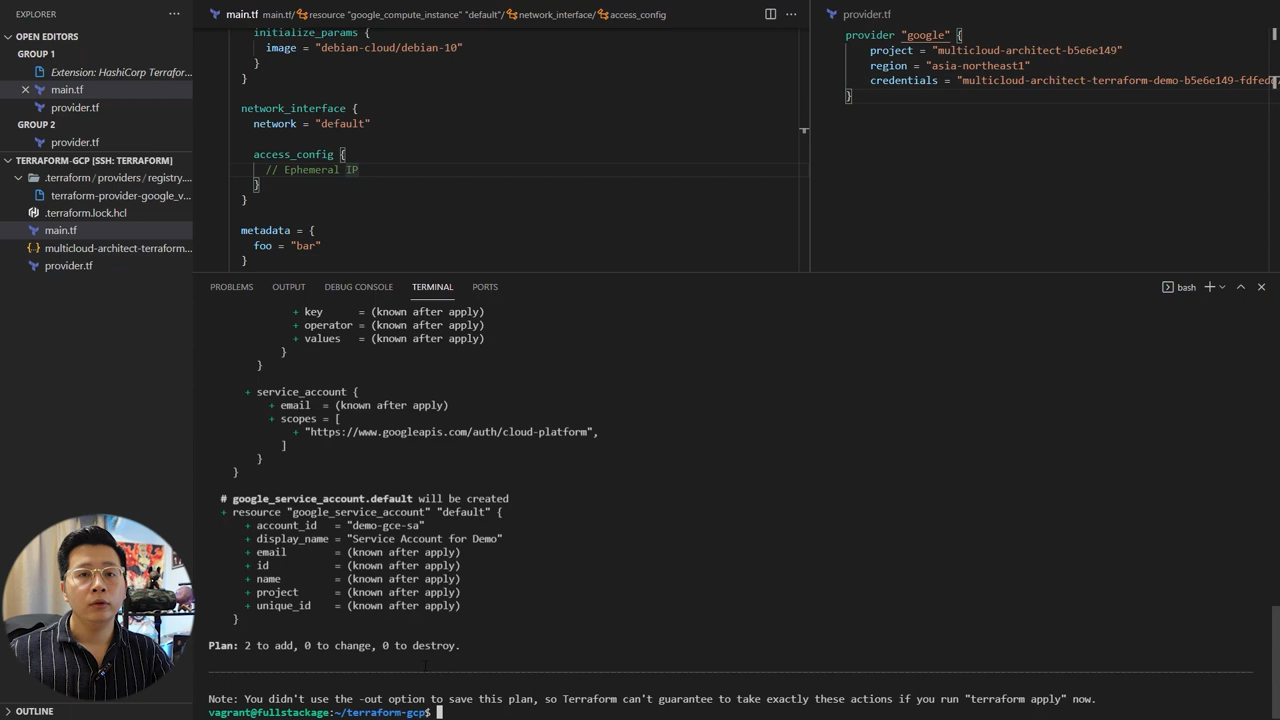 EXPLORER
OPEN EDITORS
GROUP 1
Extension: HashiCorp Terrafor...
main.tf
provider.tf
GROUP 2
provider.tf
TERRAFORM-GCP [SSH: TERRAFORM]
.terraform / providers / registry....
terraform-provider-google_v...
.terraform.lock.hcl
main.tf
multicloud-architect-terraform...
provider.tf
OUTLINE
main.tf main.tf/resource "google_compute_instance" "default"/network_interface/access_config
initialize_params {
image = "debian-cloud/debian-10"
}
}
network_interface {
network = "default"
access_config {
// Ephemeral IP
}
}
metadata = {
foo = "bar"
}
provider.tf
provider "google" {
project = "multicloud-architect-b5e6e149"
region = "asia-northeast1"
credentials = "multicloud-architect-terraform-demo-b5e6e149-fdfed
}
PROBLEMS OUTPUT DEBUG CONSOLE TERMINAL PORTS bash
+ key = (known after apply)
+ operator = (known after apply)
+ values = (known after apply)
}
}
+ service_account {
+ email = (known after apply)
+ scopes = [
+ "https://www.googleapis.com/auth/cloud-platform",
]
}
}
# google_service_account.default will be created
+ resource "google_service_account" "default" {
+ account_id = "demo-gce-sa"
+ display_name = "Service Account for Demo"
+ email = (known after apply)
+ id = (known after apply)
+ name = (known after apply)
+ project = (known after apply)
+ unique_id = (known after apply)
}
Plan: 2 to add, 0 to change, 0 to destroy.
Note: You didn't use the -out option to save this plan, so Terraform can't guarantee to take exactly these actions if you run "terraform apply" now.
vagrant@fullstackage:~/terraform-gcp$